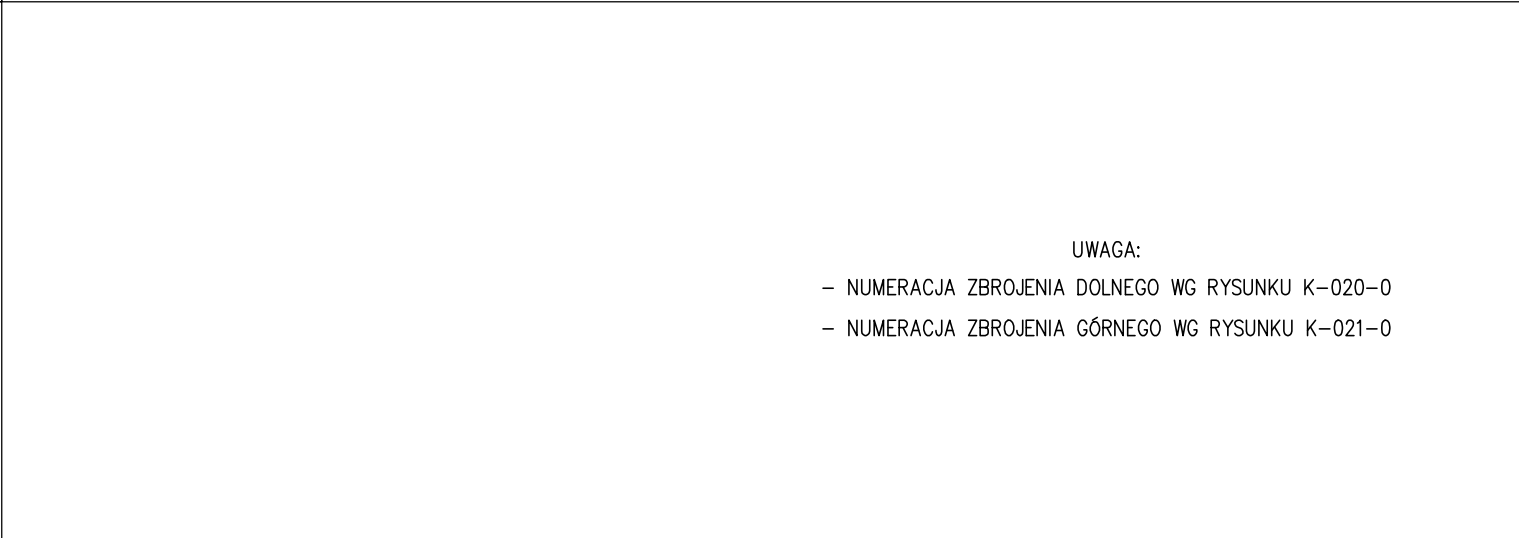 UWAGA:
- NUMERACJA ZBROJENIA DOLNEGO WG RYSUNKU K-020-0
- NUMERACJA ZBROJENIA GÓRNEGO WG RYSUNKU K-021-0